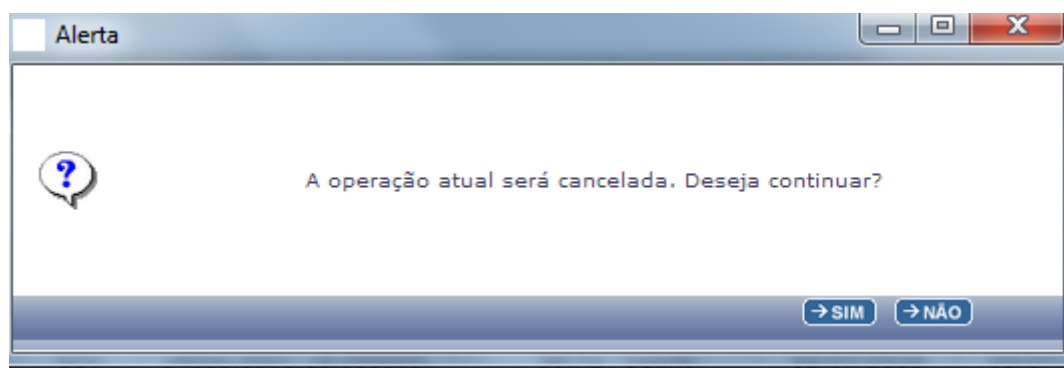 Alerta
A operação atual será cancelada. Deseja continuar?
SIM NÃO